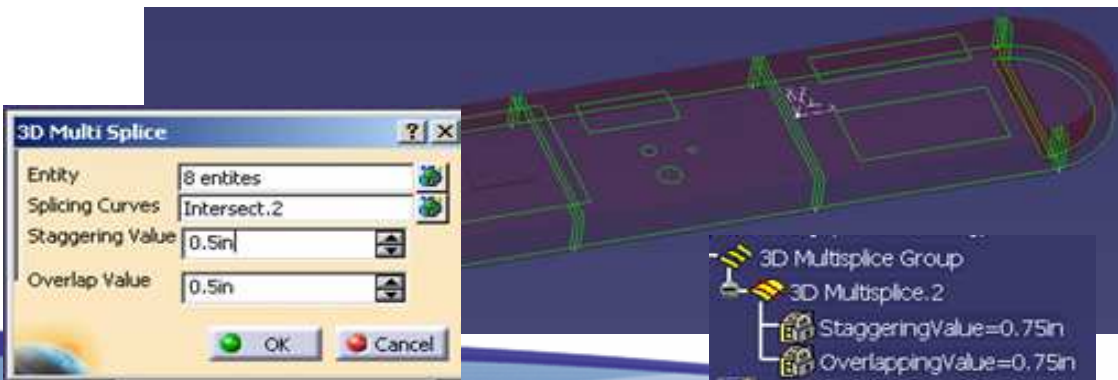 3D Multi Splice
Entity 8 entites
Splicing Curves Intersect.2
Staggering Value 0.5in
Overlap Value 0.5in
OK Cancel
3D Multisplice Group
3D Multisplice.2
StaggeringValue=0.75in
OverlappingValue=0.75in